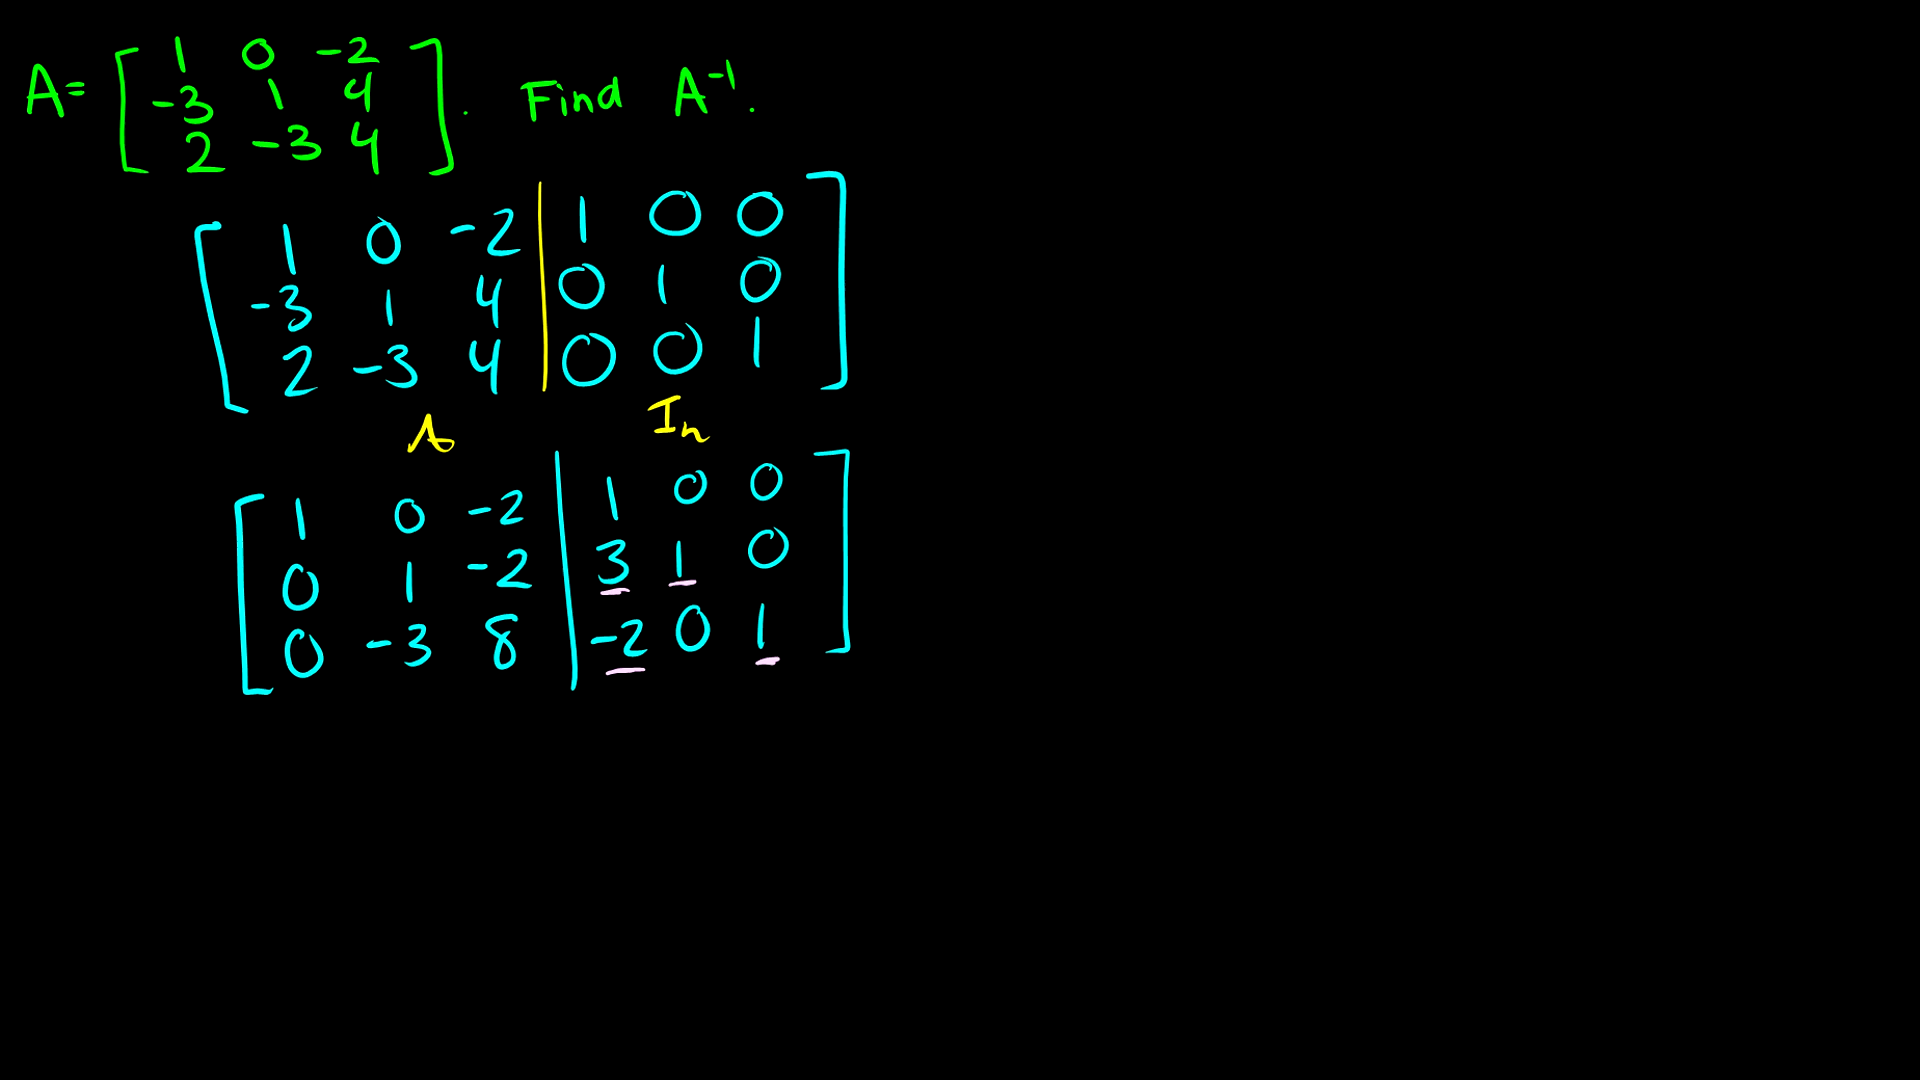 A = [ 1 0 -2
-3 1 4
2 -3 4 ] . Find A⁻¹.
[ 1 0 -2 | 1 0 0
-3 1 4 | 0 1 0
2 -3 4 | 0 0 1 ]
A Iₙ
[ 1 0 -2 | 1 0 0
0 1 -2 | 3 1 0
0 -3 8 | -2 0 1 ]